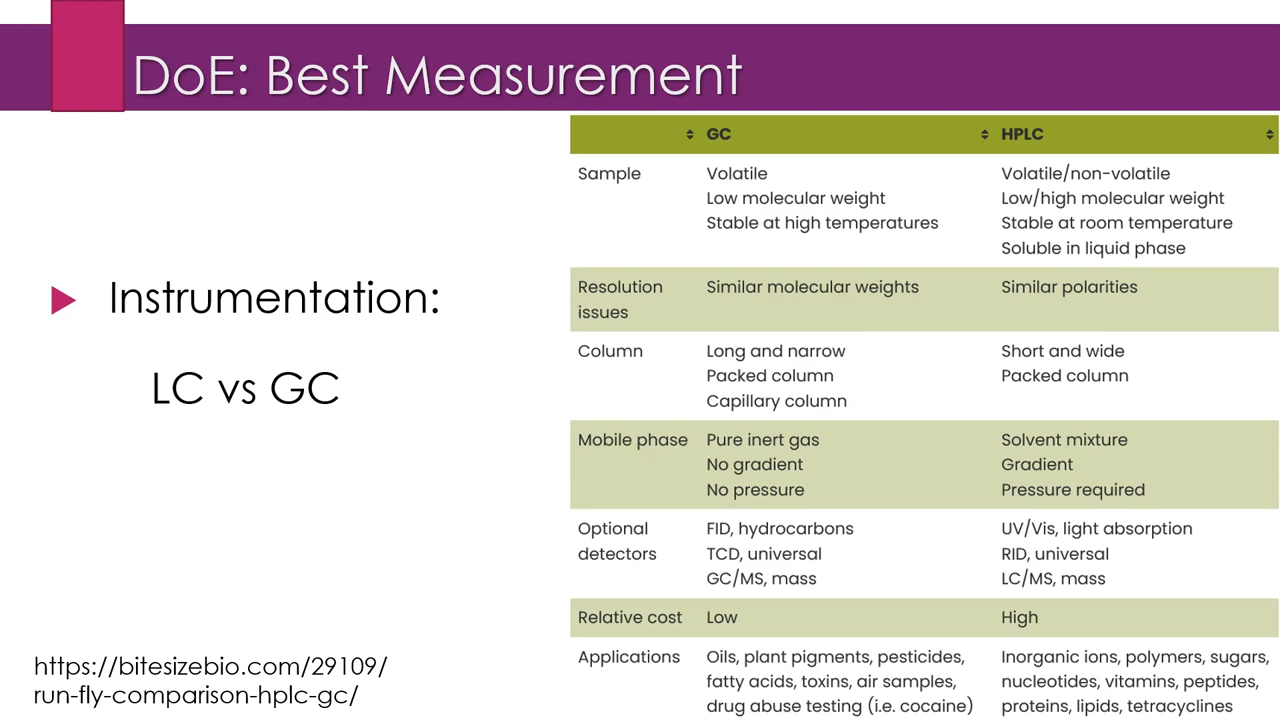 DoE: Best Measurement
Instrumentation:
LC vs GC
https://bitesizebio.com/29109/
run-fly-comparison-hplc-gc/
GC HPLC
Sample Volatile Volatile/non-volatile
Low molecular weight Low/high molecular weight
Stable at high temperatures Stable at room temperature
Soluble in liquid phase
Resolution Similar molecular weights Similar polarities
issues
Column Long and narrow Short and wide
Packed column Packed column
Capillary column
Mobile phase Pure inert gas Solvent mixture
No gradient Gradient
No pressure Pressure required
Optional FID, hydrocarbons UV/Vis, light absorption
detectors TCD, universal RID, universal
GC/MS, mass LC/MS, mass
Relative cost Low High
Applications Oils, plant pigments, pesticides, Inorganic ions, polymers, sugars,
fatty acids, toxins, air samples, nucleotides, vitamins, peptides,
drug abuse testing (i.e. cocaine) proteins, lipids, tetracyclines